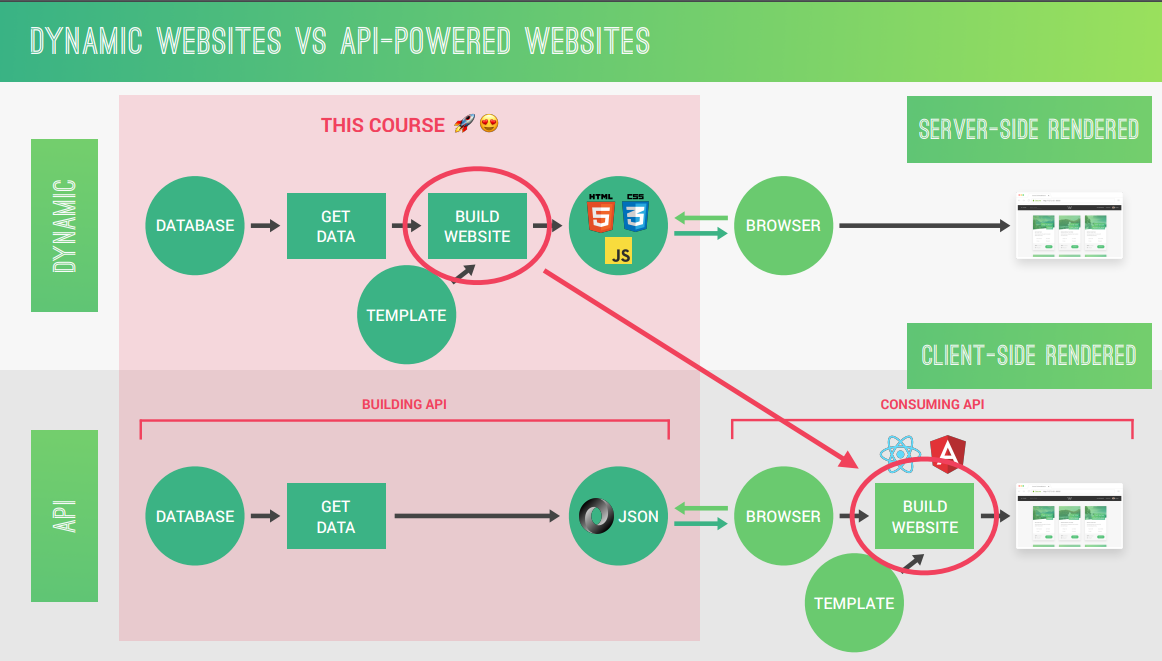 DYNAMIC WEBSITES VS API-POWERED WEBSITES
THIS COURSE 🚀 😍
SERVER-SIDE RENDERED
DYNAMIC
DATABASE
GET
DATA
BUILD
WEBSITE
TEMPLATE
HTML
5
CSS
3
JS
BROWSER
CLIENT-SIDE RENDERED
BUILDING API
CONSUMING API
API
DATABASE
GET
DATA
JSON
BROWSER
A
BUILD
WEBSITE
TEMPLATE